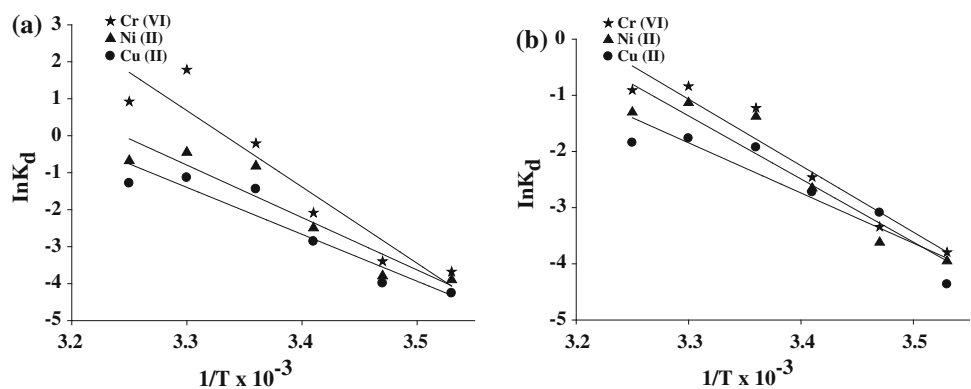 (a)
Cr (VI)
Ni (II)
Cu (II)
3
2
1
0
-1
-2
-3
-4
-5
InK_d
3.2
3.3
3.4
3.5
1/T x 10^-3
(b)
Cr (VI)
Ni (II)
Cu (II)
0
-1
-2
-3
-4
-5
InK_d
3.2
3.3
3.4
3.5
1/T x 10^-3